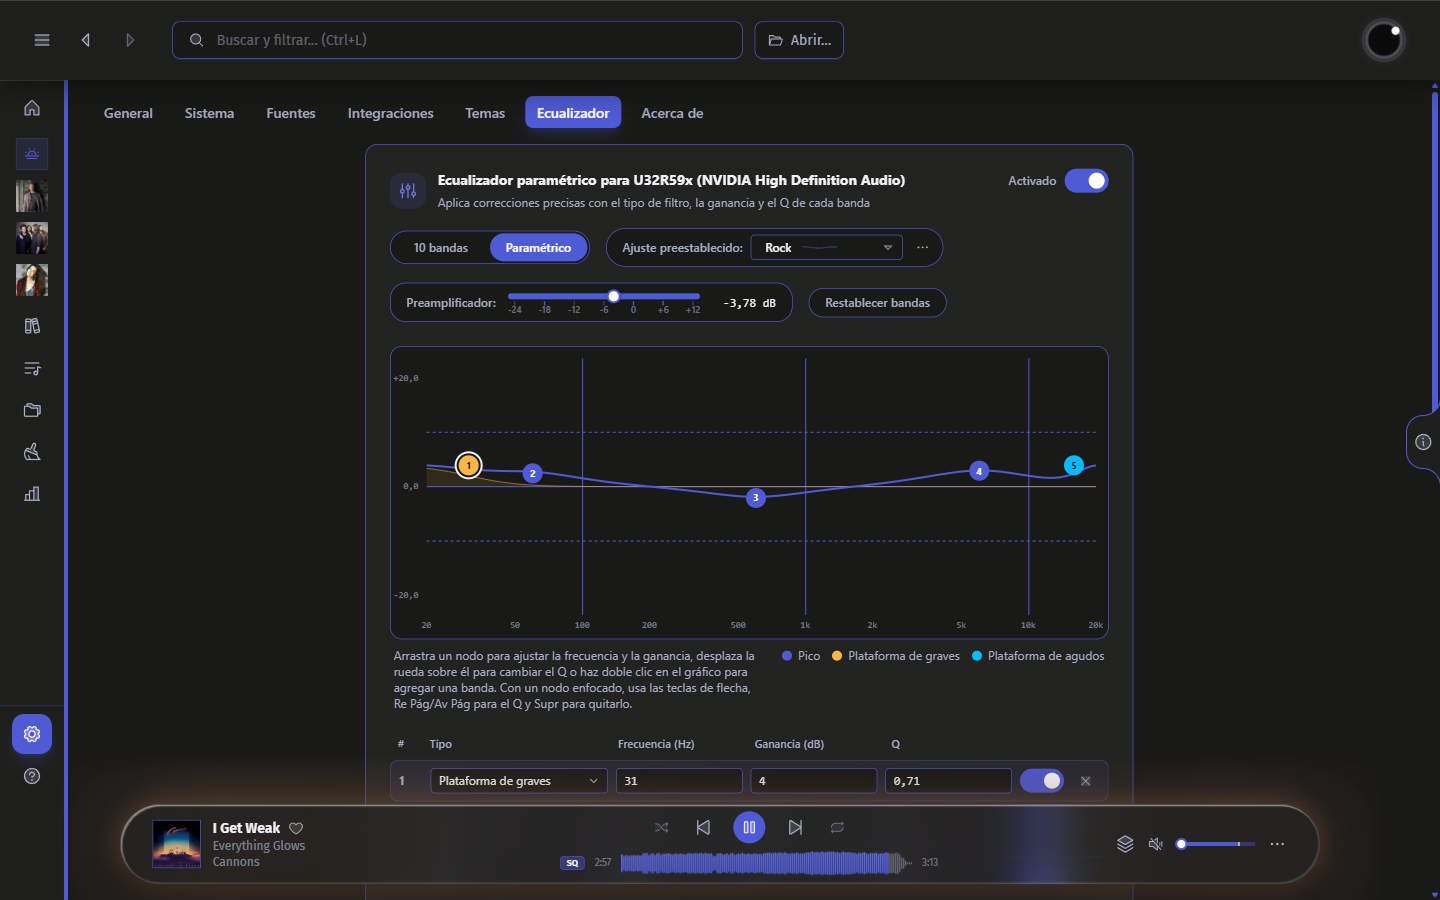 Buscar y filtrar... (Ctrl+L)
Abrir...
General
Sistema
Fuentes
Integraciones
Temas
Ecualizador
Acerca de
Ecualizador paramétrico para U32R59x (NVIDIA High Definition Audio)
Activado
Aplica correcciones precisas con el tipo de filtro, la ganancia y el Q de cada banda
10 bandas
Paramétrico
Ajuste preestablecido:
Rock
Preamplificador:
-24 -18 -12 -6 0 +6 +12
-3,78 dB
Restablecer bandas
+20,0
0,0
-20,0
1
2
3
4
5
20 50 100 200 500 1k 2k 5k 10k 20k
Arrastra un nodo para ajustar la frecuencia y la ganancia, desplaza la
rueda sobre él para cambiar el Q o haz doble clic en el gráfico para
agregar una banda. Con un nodo enfocado, usa las teclas de flecha,
Re Pág/Av Pág para el Q y Supr para quitarlo.
Pico
Plataforma de graves
Plataforma de agudos
# Tipo Frecuencia (Hz) Ganancia (dB) Q
1 Plataforma de graves 31 4 0,71
I Get Weak
Everything Glows
Cannons
SQ 2:57
3:13